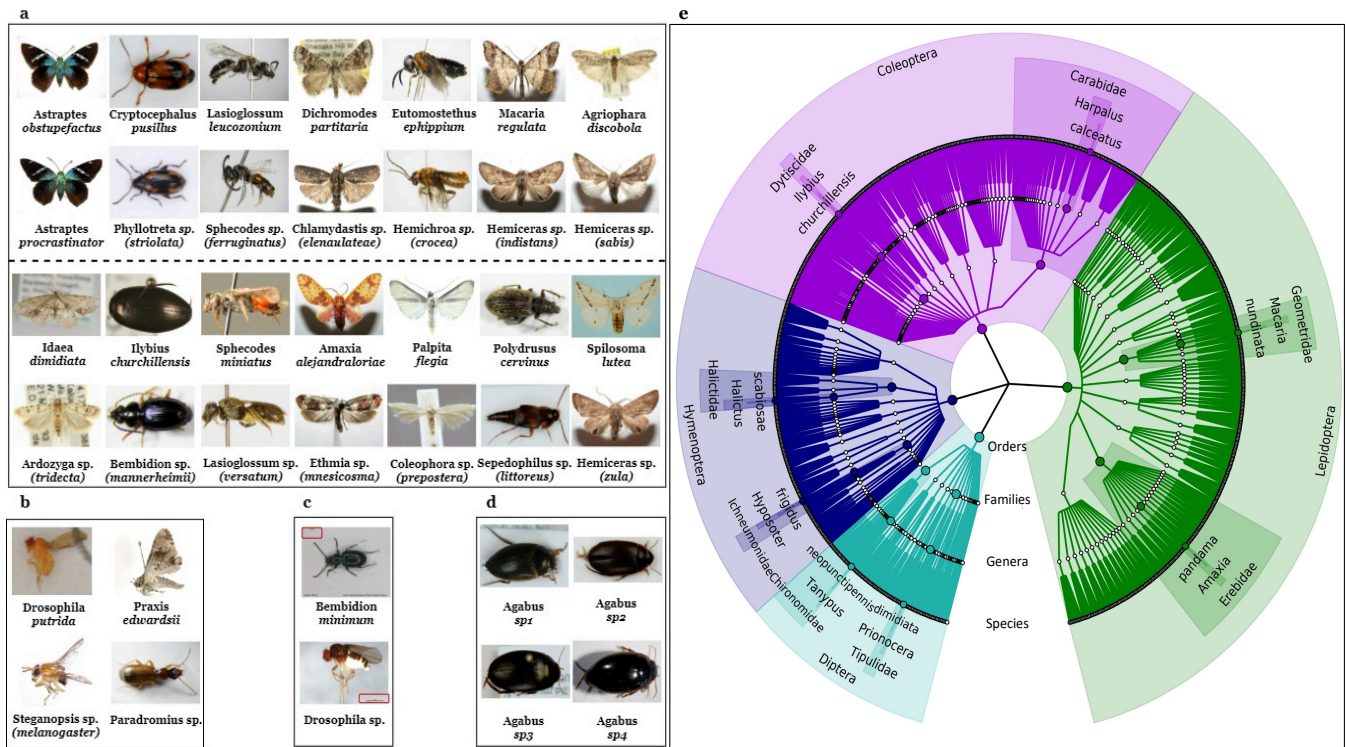 a
Astraptes
obstupefactus
Cryptocephalus
pusillus
Lasioglossum
leucozonium
Dichromodes
partitaria
Eutomostethus
ephippium
Macaria
regulata
Agriophara
discobola
Astraptes
procrastinator
Phyllotreta sp.
(striolata)
Sphecodes sp.
(ferruginatus)
Chlamydastis sp.
(elenaulateae)
Hemichroa sp.
(crocea)
Hemiceras sp.
(indistans)
Hemiceras sp.
(sabis)
Idaea
dimidiata
Ilybius
churchillensis
Sphecodes
miniatus
Amaxia
alejandraloriae
Palpita
flegia
Polydrusus
cervinus
Spilosoma
lutea
Ardozyga sp.
(tridecta)
Bembidion sp.
(mannerheimii)
Lasioglossum sp.
(versatum)
Ethmia sp.
(mnesicosma)
Coleophora sp.
(prepostera)
Sepedophilus sp.
(littoreus)
Hemiceras sp.
(zula)
b
Drosophila
putrida
Praxis
edwardsii
Steganopsis sp.
(melanogaster)
Paradromius sp.
c
Bembidion
minimum
Drosophila sp.
d
Agabus
sp1
Agabus
sp2
Agabus
sp3
Agabus
sp4
e
Coleoptera
Carabidae
Harpalus
calceatus
Dytiscidae
Ilybius
churchillensis
Geometridae
Macaria
nundinata
Lepidoptera
Halictidae
Halictus
scabiosae
Hymenoptera
frigidus
Hyposoter
Ichneumonidae
Orders
Families
Genera
Species
neopunctipennis
Tanypus
Chironomidae
dimidiata
Prionocera
Tipulidae
Diptera
pandama
Amaxia
Erebidae